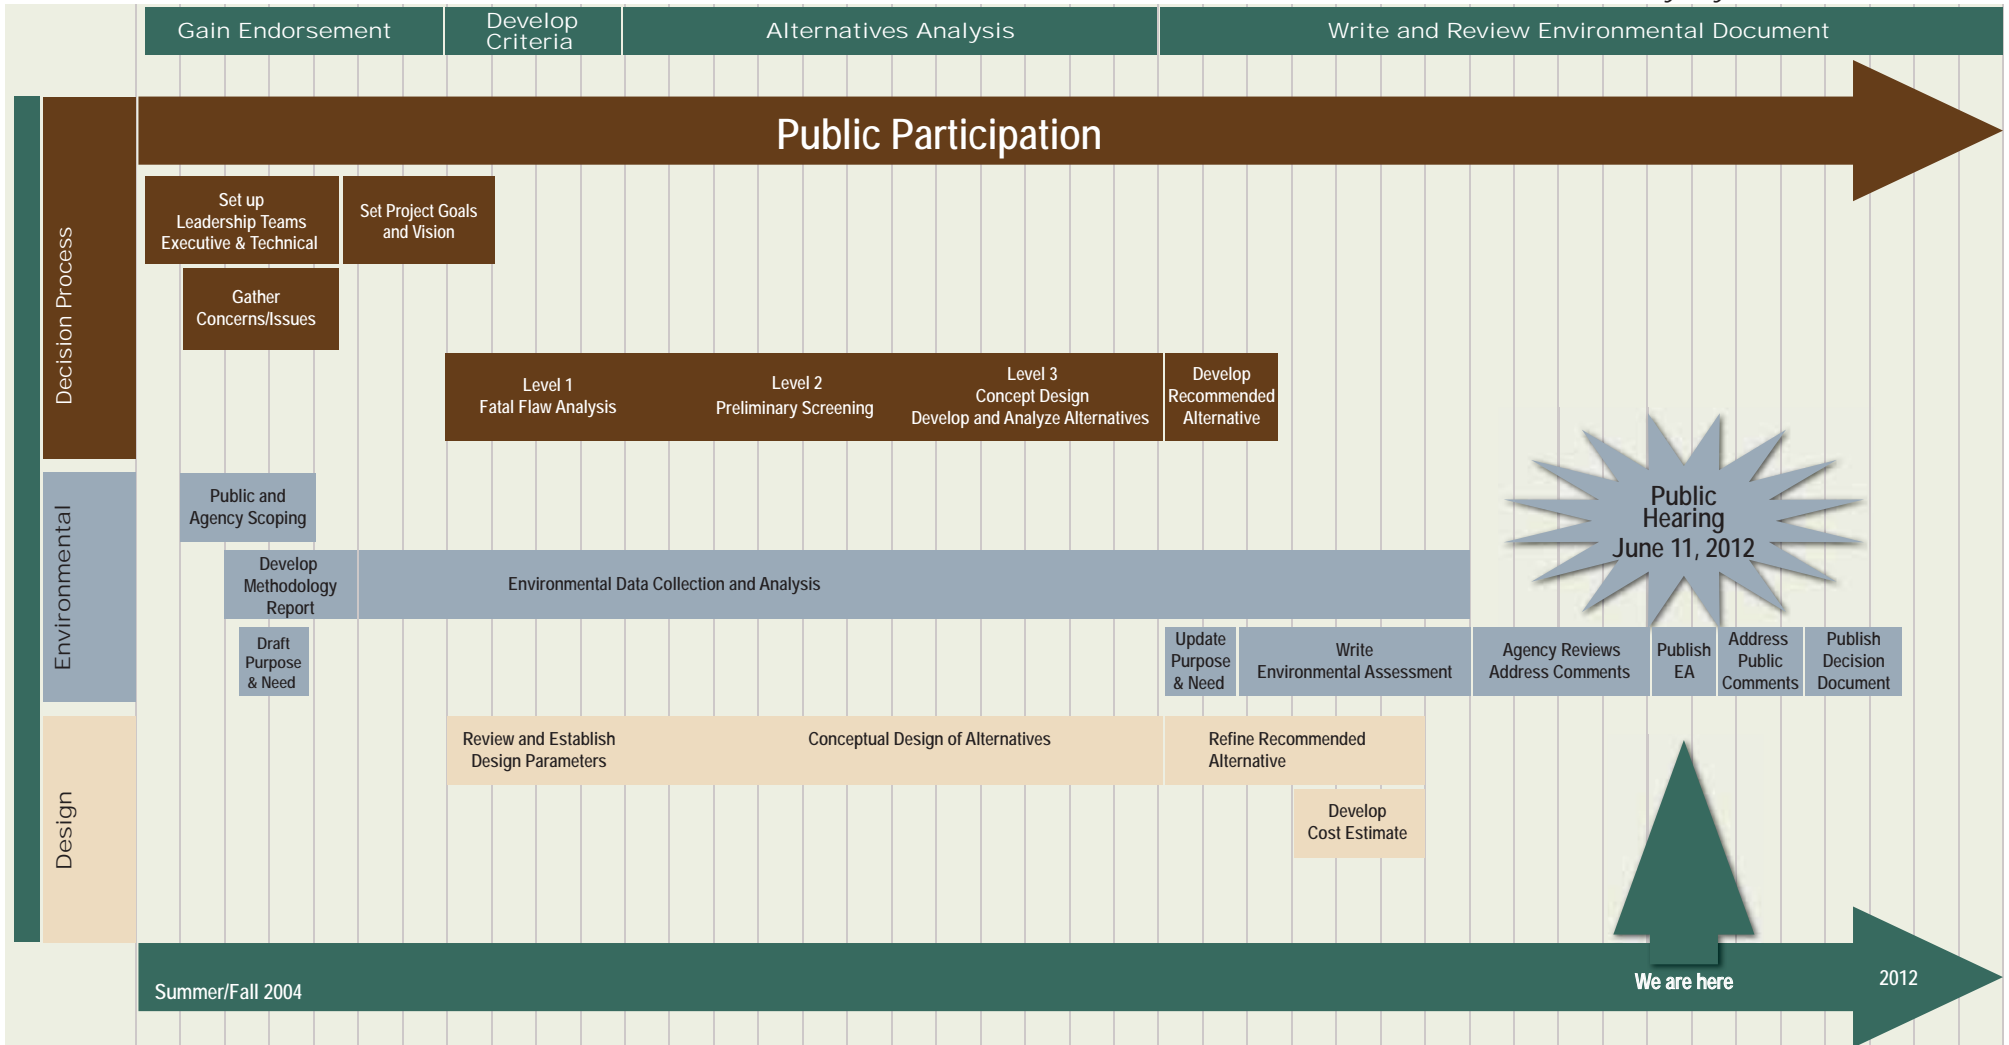 Gain Endorsement
Develop
Criteria
Alternatives Analysis
Write and Review Environmental Document
Public Participation
Decision Process
Set up
Leadership Teams
Executive & Technical
Set Project Goals
and Vision
Gather
Concerns/Issues
Level 1
Fatal Flaw Analysis
Level 2
Preliminary Screening
Level 3
Concept Design
Develop and Analyze Alternatives
Develop
Recommended
Alternative
Environmental
Public and
Agency Scoping
Public
Hearing
June 11, 2012
Develop
Methodology
Report
Environmental Data Collection and Analysis
Draft
Purpose
& Need
Update
Purpose
& Need
Write
Environmental Assessment
Agency Reviews
Address Comments
Publish
EA
Address
Public
Comments
Publish
Decision
Document
Design
Review and Establish
Design Parameters
Conceptual Design of Alternatives
Refine Recommended
Alternative
Develop
Cost Estimate
Summer/Fall 2004
We are here
2012